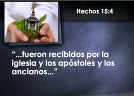 Hechos 15:4
"...fueron recibidos por la
iglesia y los apóstoles y los
ancianos..."